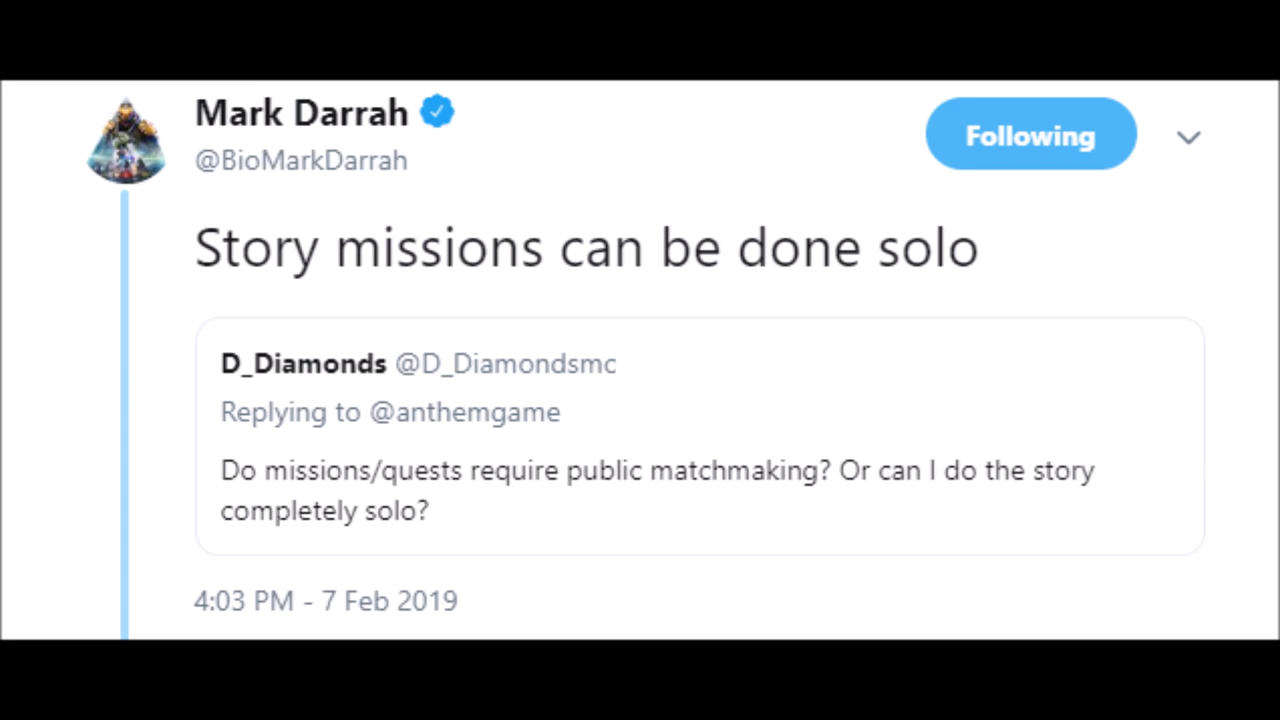 Mark Darrah
@BioMarkDarrah
Following
Story missions can be done solo
D_Diamonds @D_Diamondsmc
Replying to @anthemgame
Do missions/quests require public matchmaking? Or can I do the story
completely solo?
4:03 PM - 7 Feb 2019